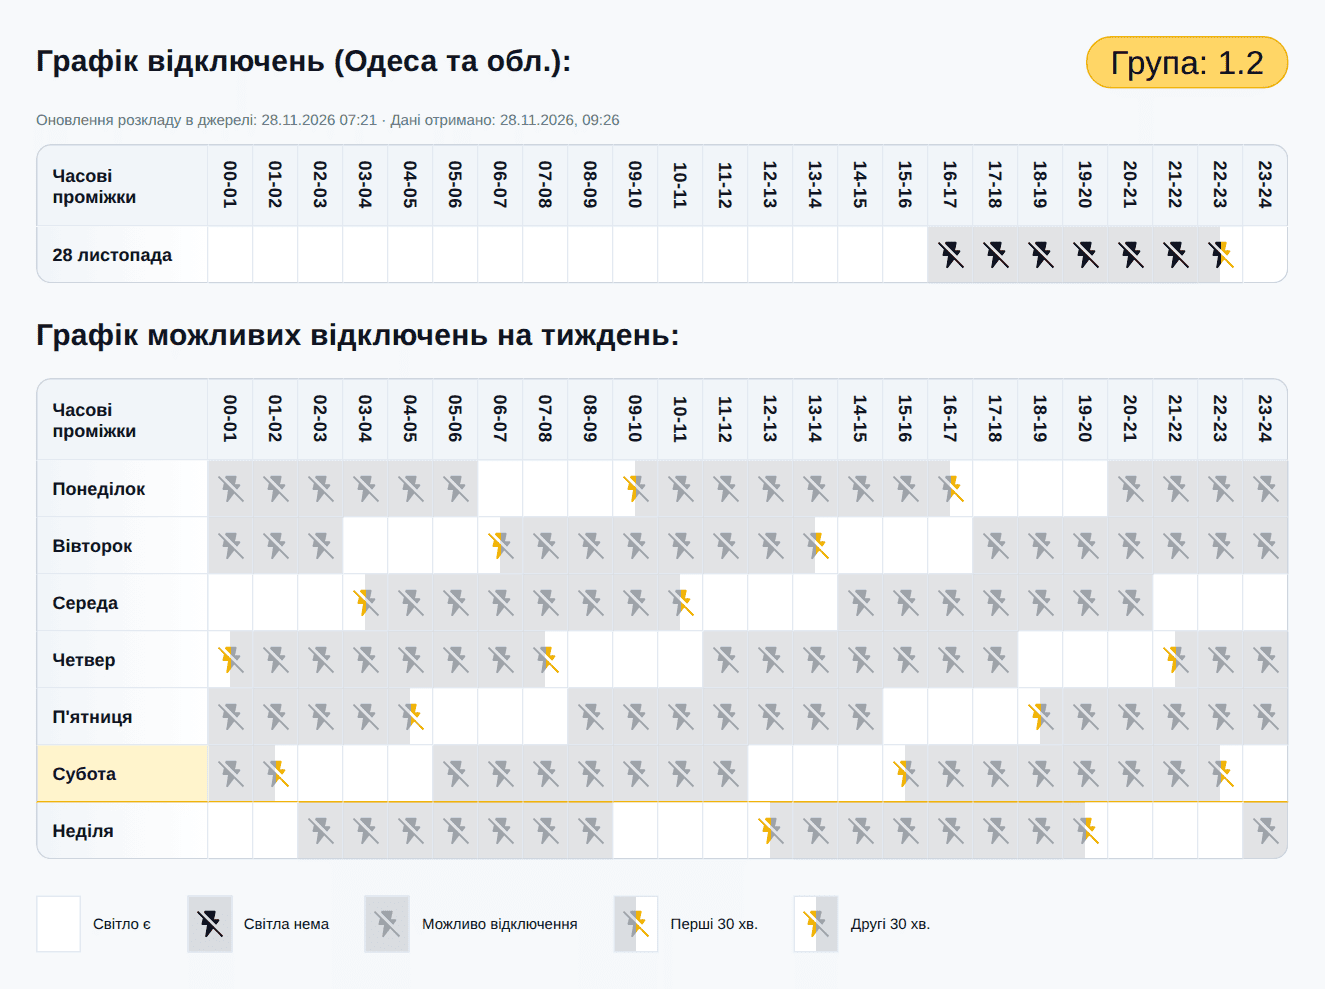 Графік відключень (Одеса та обл.):
Група: 1.2
Оновлення розкладу в джерелі: 28.11.2026 07:21 · Дані отримано: 28.11.2026, 09:26
Часові
проміжки
00-01 01-02 02-03 03-04 04-05 05-06 06-07 07-08 08-09 09-10 10-11 11-12 12-13 13-14 14-15 15-16 16-17 17-18 18-19 19-20 20-21 21-22 22-23 23-24
28 листопада
Графік можливих відключень на тиждень:
Часові
проміжки
00-01 01-02 02-03 03-04 04-05 05-06 06-07 07-08 08-09 09-10 10-11 11-12 12-13 13-14 14-15 15-16 16-17 17-18 18-19 19-20 20-21 21-22 22-23 23-24
Понеділок
Вівторок
Середа
Четвер
П'ятниця
Субота
Неділя
Світло є
Світла нема
Можливо відключення
Перші 30 хв.
Другі 30 хв.